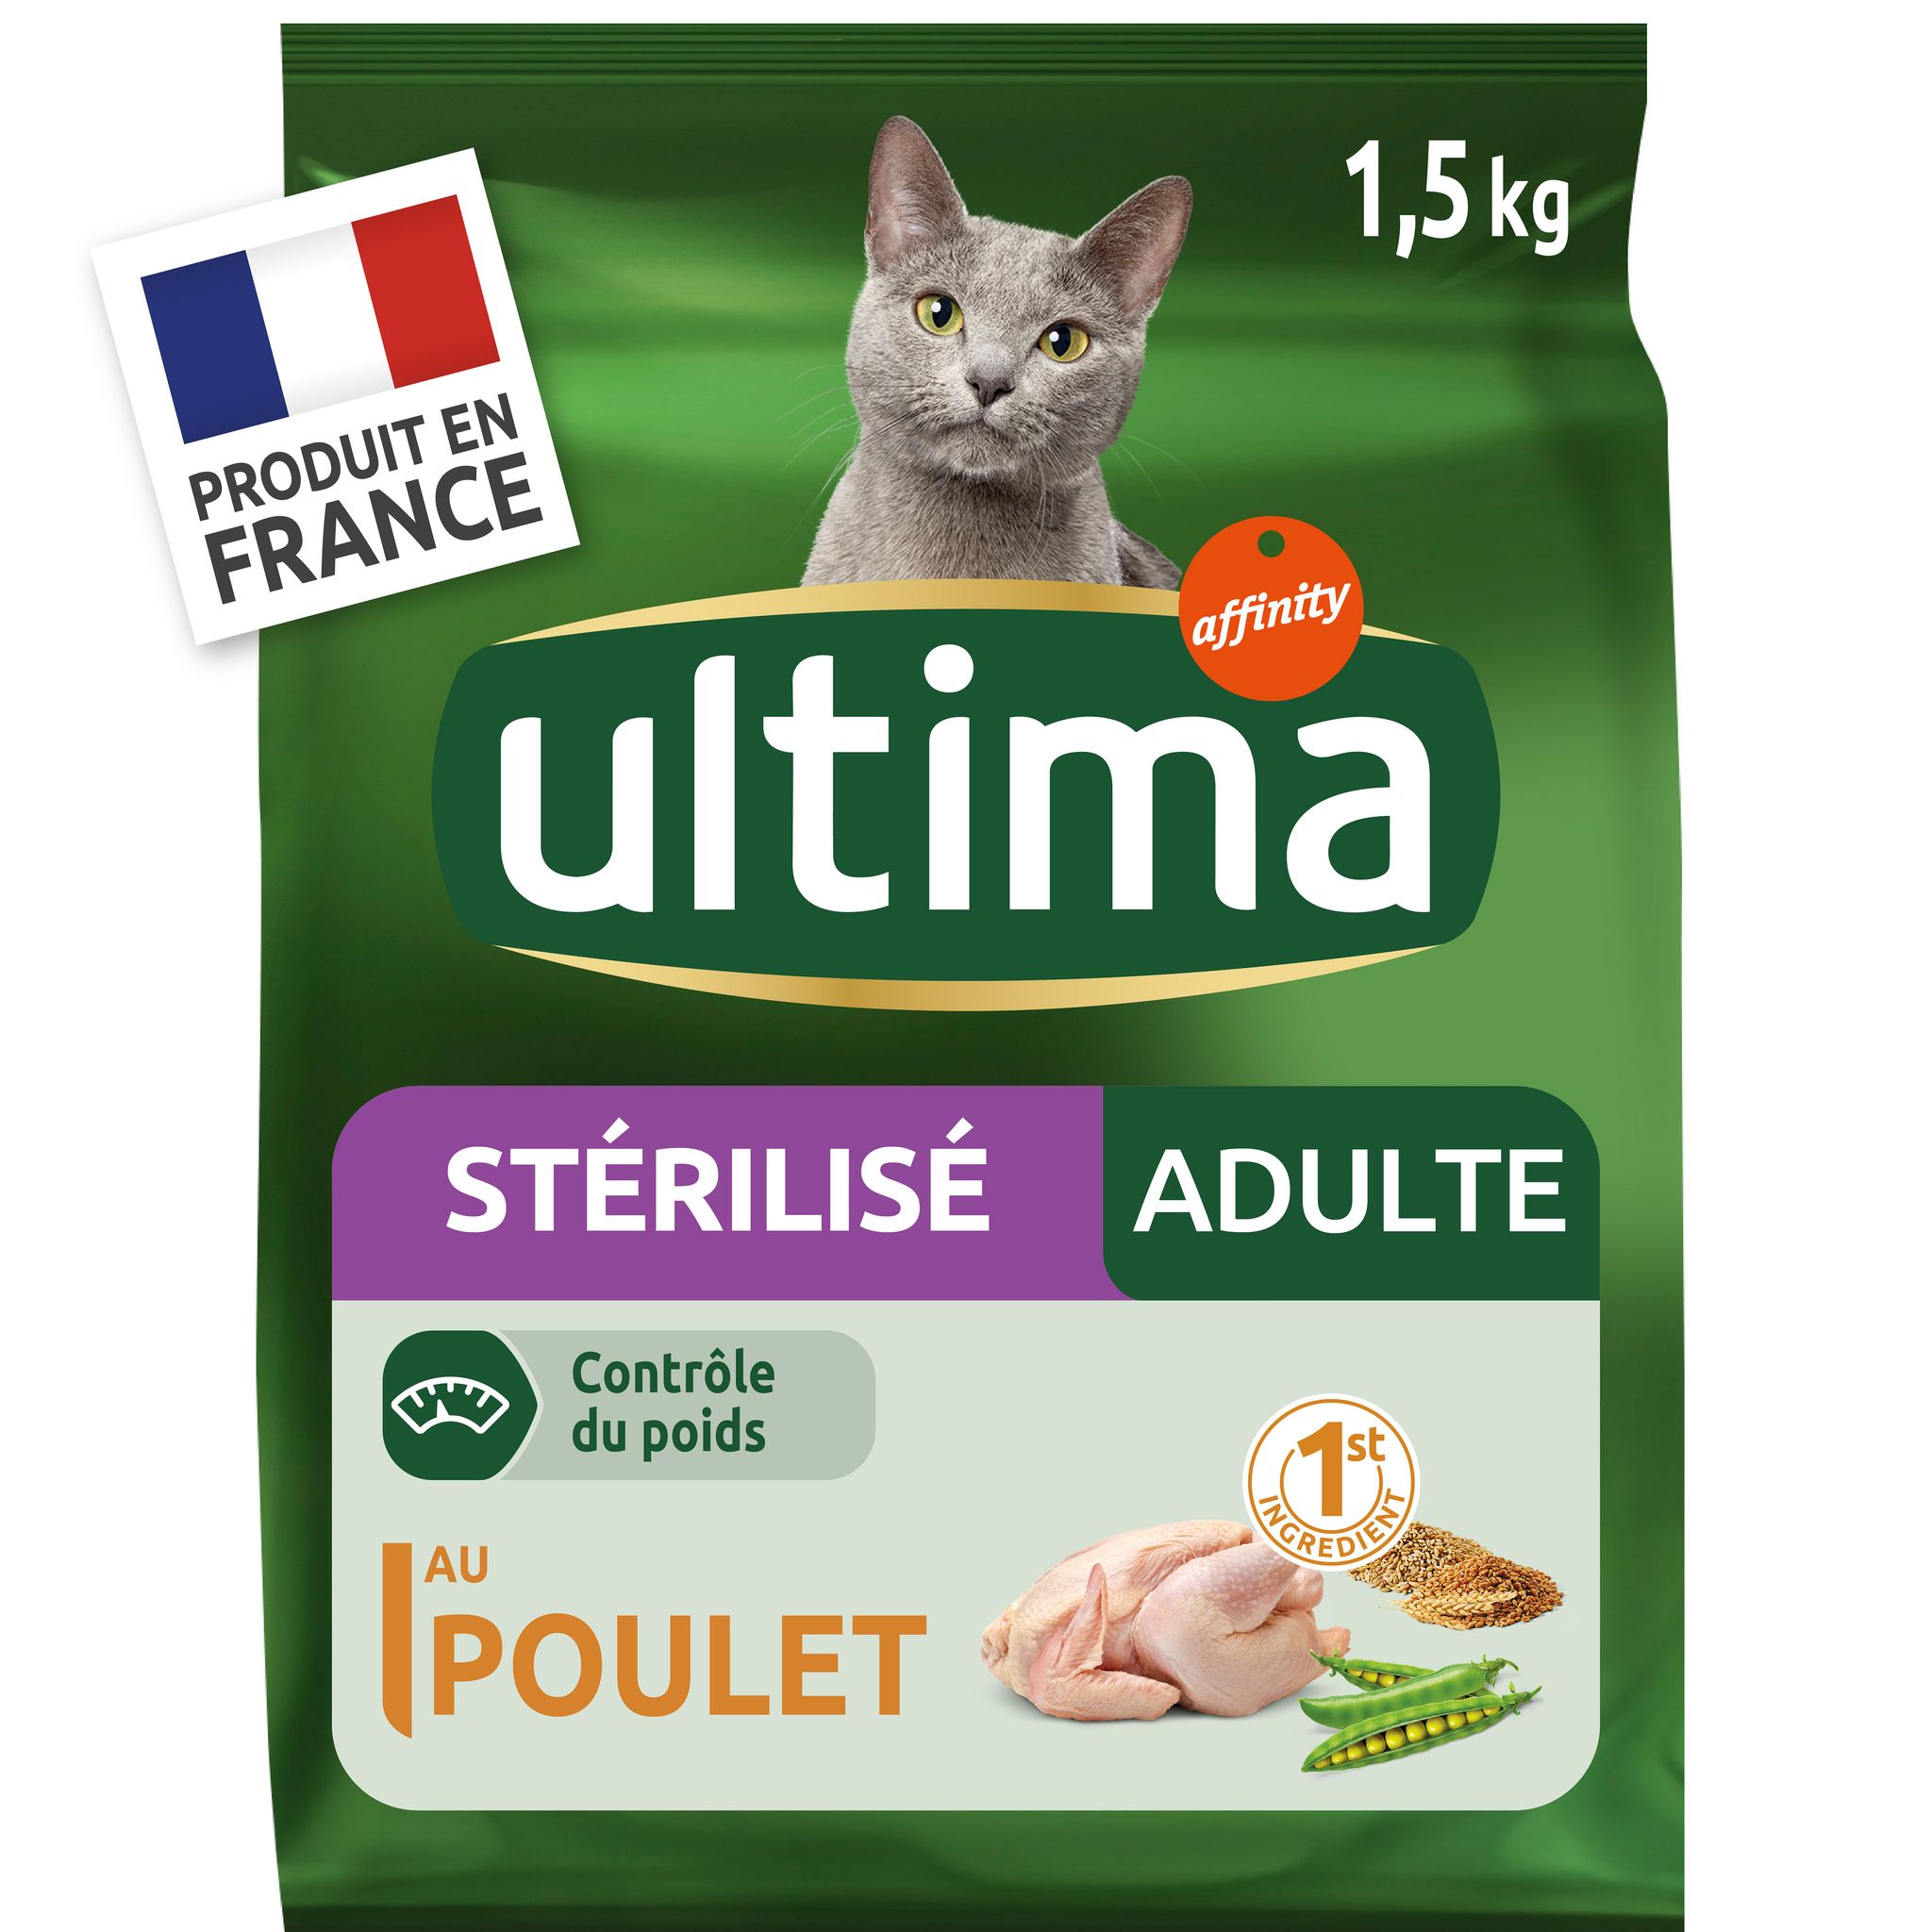 1,5 kg
PRODUIT EN
FRANCE
affinity
ultima
STÉRILISÉ
ADULTE
Contrôle
du poids
1st
INGREDIENT
AU
POULET